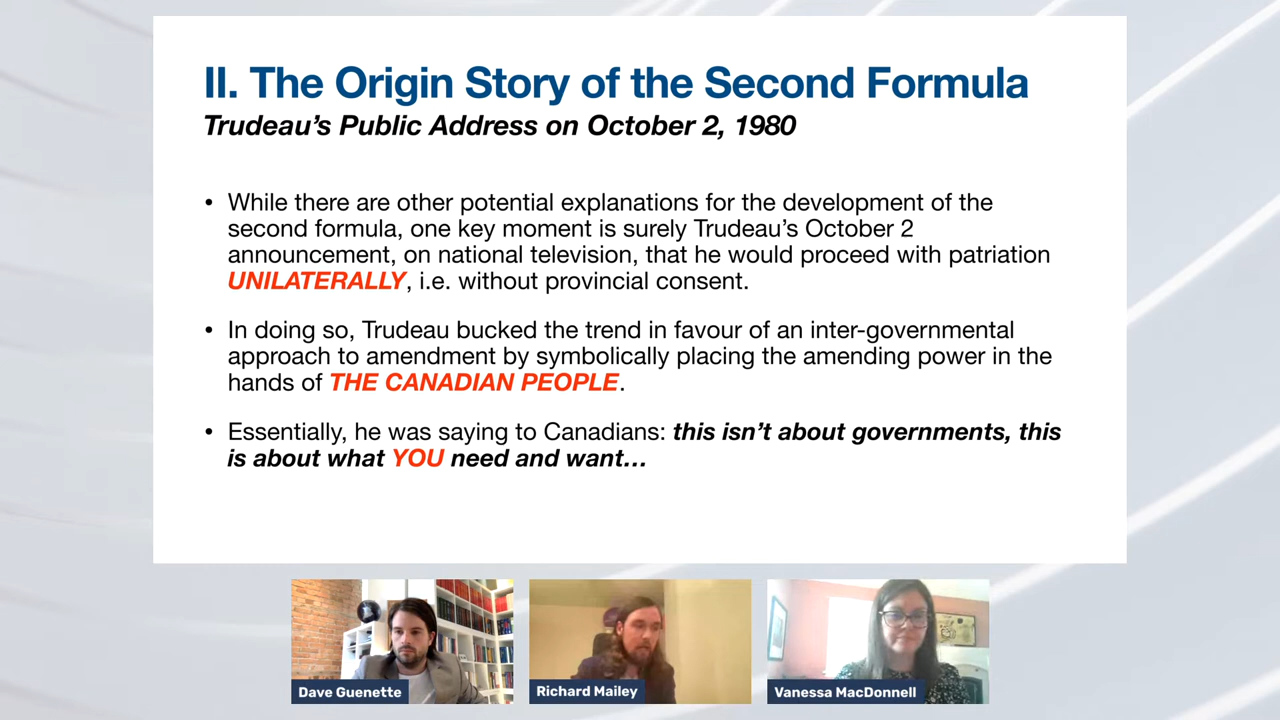 II. The Origin Story of the Second Formula
Trudeau's Public Address on October 2, 1980
• While there are other potential explanations for the development of the
second formula, one key moment is surely Trudeau's October 2
announcement, on national television, that he would proceed with patriation
UNILATERALLY, i.e. without provincial consent.
• In doing so, Trudeau bucked the trend in favour of an inter-governmental
approach to amendment by symbolically placing the amending power in the
hands of THE CANADIAN PEOPLE.
• Essentially, he was saying to Canadians: this isn't about governments, this
is about what YOU need and want...
Dave Guenette
Richard Mailey
Vanessa MacDonnell